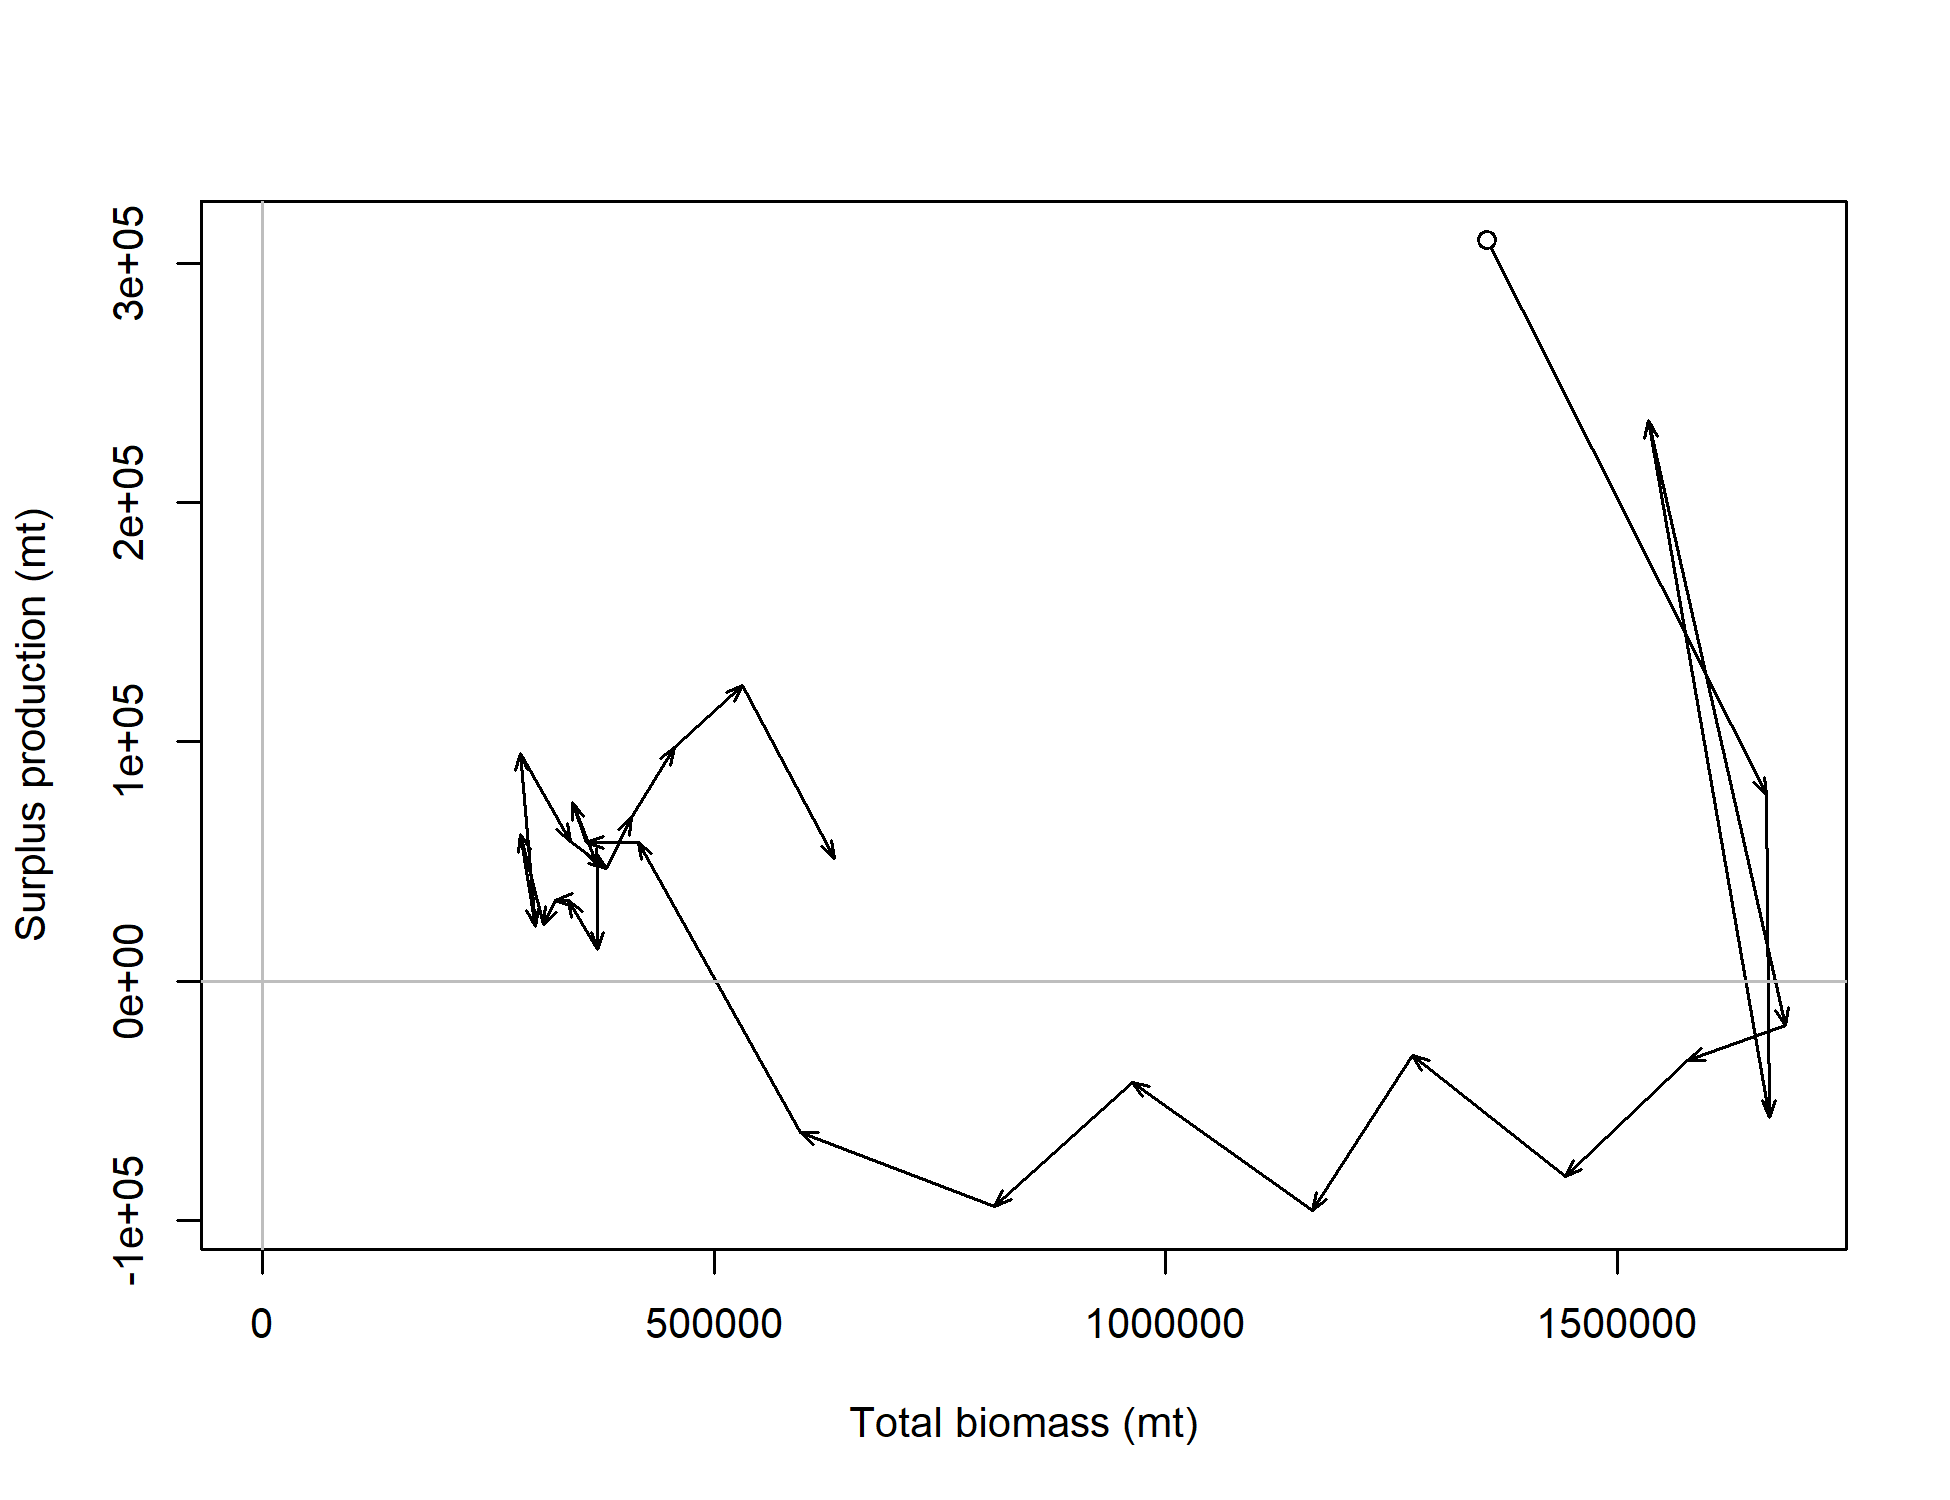 Surplus production (mt)
3e+05
2e+05
1e+05
0e+00
-1e+05
0 500000 1000000 1500000
Total biomass (mt)